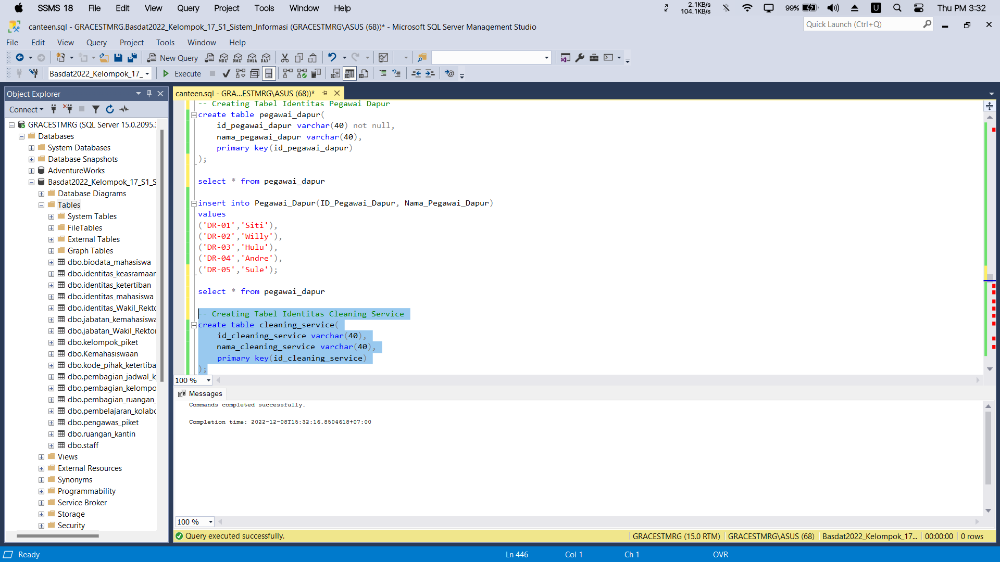 SSMS 18 File Edit View Query Project Tools Window Help
2.1KB/s
104.1KB/s
99%
U
Thu PM 3:32
canteen.sql - GRACESTMRG.Basdat2022_Kelompok_17_S1_Sistem_Informasi (GRACESTMRG\ASUS (68))* - Microsoft SQL Server Management Studio
Quick Launch (Ctrl+Q)
File Edit View Query Project Tools Window Help
New Query
MDX DMX XMLA DAX
Basdat2022_Kelompok_17_
Execute
Object Explorer
Connect
GRACESTMRG (SQL Server 15.0.2095.3
Databases
System Databases
Database Snapshots
AdventureWorks
Basdat2022_Kelompok_17_S1_S
Database Diagrams
Tables
System Tables
FileTables
External Tables
Graph Tables
dbo.biodata_mahasiswa
dbo.identitas_keasramaan
dbo.identitas_ketertiban
dbo.identitas_mahasiswa
dbo.identitas_Wakil_Rekto
dbo.jabatan_kemahasiswa
dbo.jabatan_Wakil_Rektor
dbo.kelompok_piket
dbo.Kemahasiswaan
dbo.kode_pihak_ketertiba
dbo.pembagian_jadwal_k
dbo.pembagian_kelompo
dbo.pembagian_ruangan_
dbo.pembelajaran_kolabo
dbo.pengawas_piket
dbo.ruangan_kantin
dbo.staff
Views
External Resources
Synonyms
Programmability
Service Broker
Storage
Security
canteen.sql - GRA...ESTMRG\ASUS (68))*
-- Creating Tabel Identitas Pegawai Dapur
create table pegawai_dapur(
id_pegawai_dapur varchar(40) not null,
nama_pegawai_dapur varchar(40),
primary key(id_pegawai_dapur)
);
select * from pegawai_dapur
insert into Pegawai_Dapur(ID_Pegawai_Dapur, Nama_Pegawai_Dapur)
values
('DR-01','Siti'),
('DR-02','Willy'),
('DR-03','Hulu'),
('DR-04','Andre'),
('DR-05','Sule');
select * from pegawai_dapur
-- Creating Tabel Identitas Cleaning Service
create table cleaning_service(
id_cleaning_service varchar(40),
nama_cleaning_service varchar(40),
primary key(id_cleaning_service)
);
100 %
Messages
Commands completed successfully.
Completion time: 2022-12-08T15:32:16.8504618+07:00
100 %
Query executed successfully.
GRACESTMRG (15.0 RTM) GRACESTMRG\ASUS (68) Basdat2022_Kelompok_17... 00:00:00 0 rows
Ready Ln 446 Col 1 Ch 1 OVR